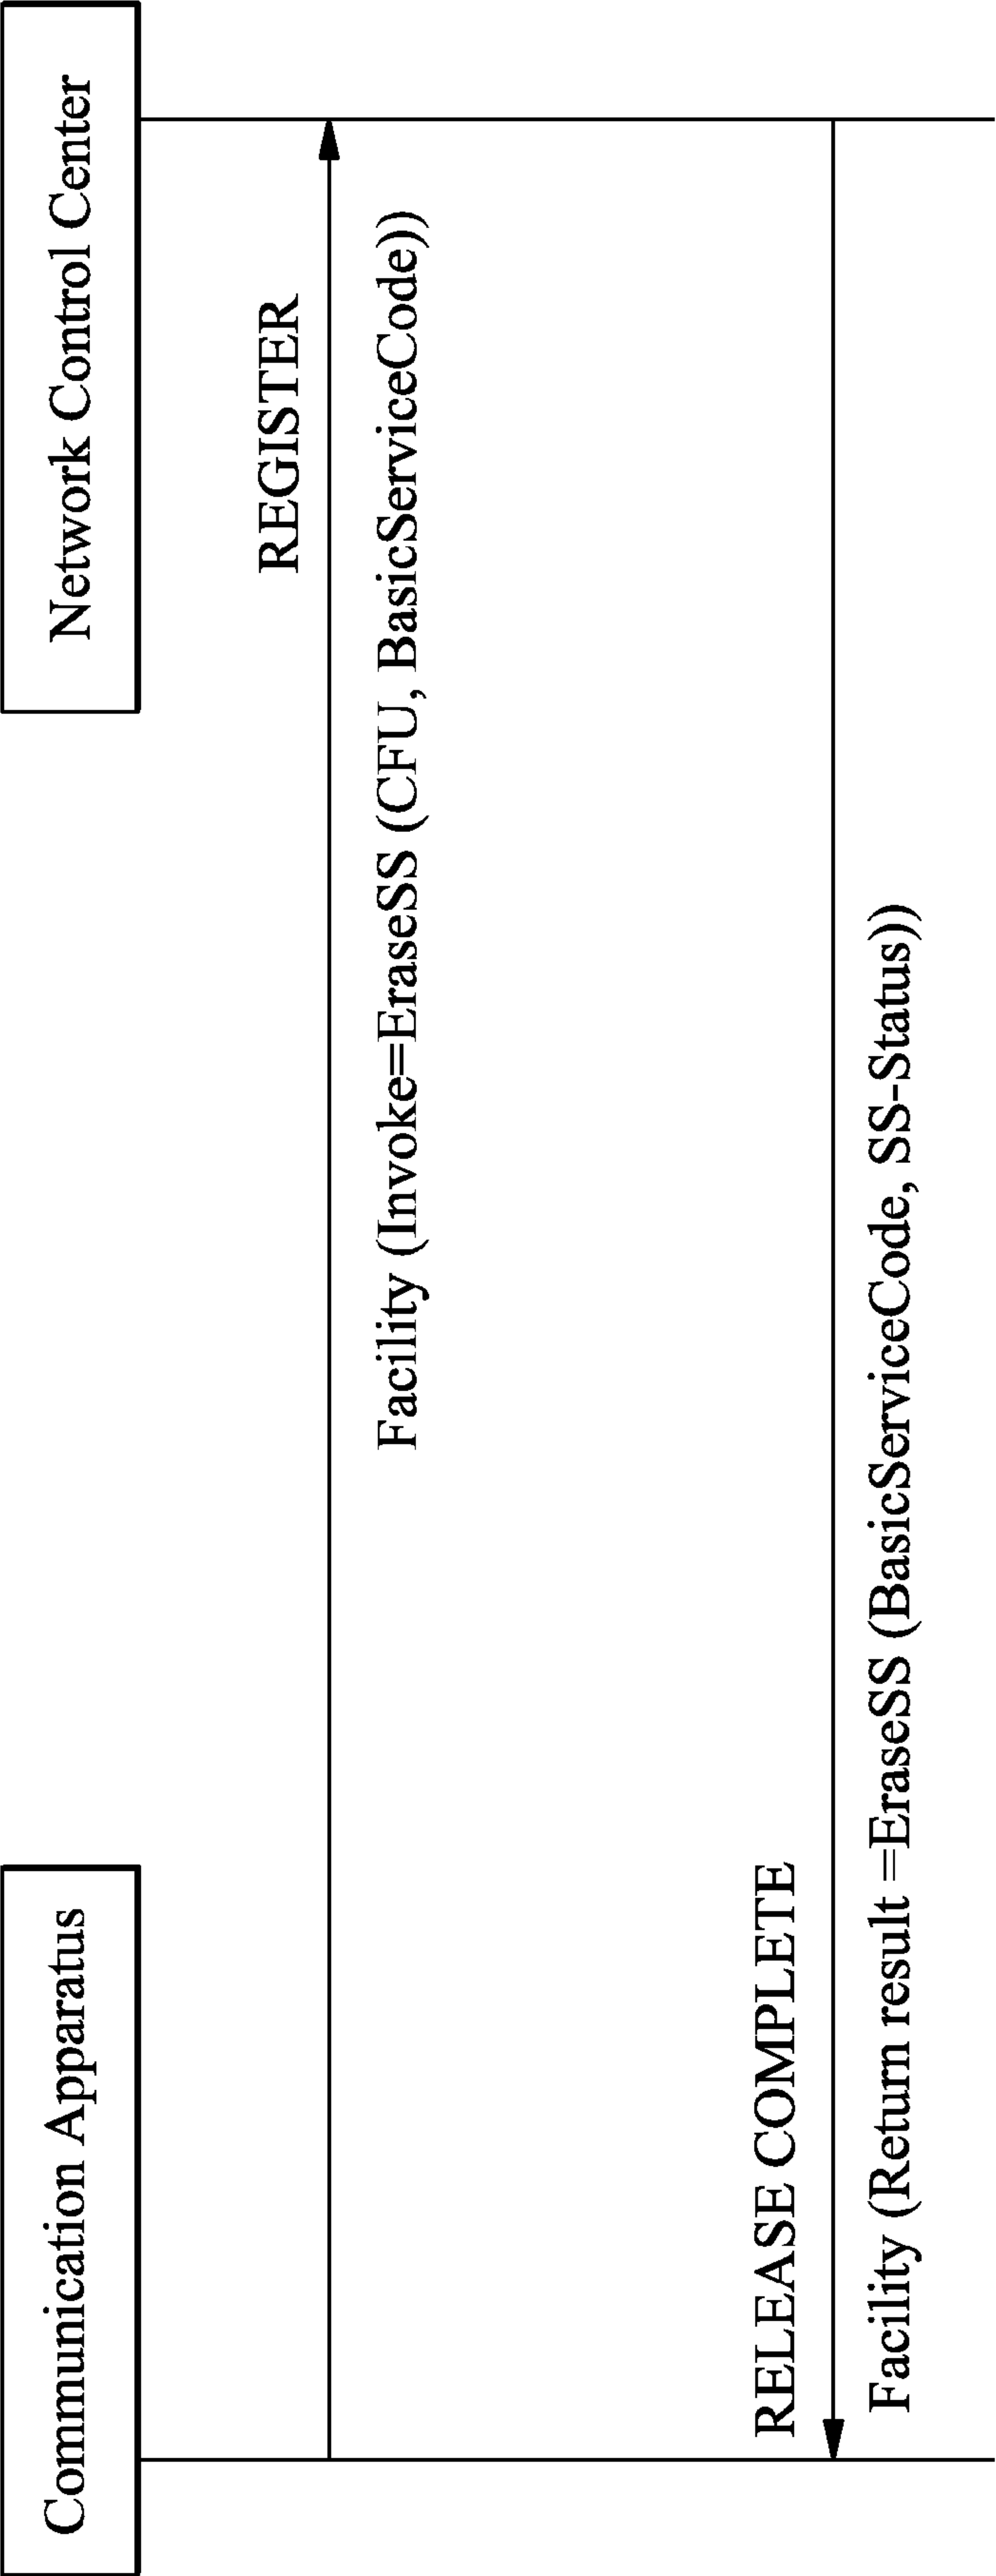 Communication Apparatus
Network Control Center
REGISTER
Facility (Invoke=EraseSS (CFU, BasicServiceCode))
RELEASE COMPLETE
Facility (Return result =EraseSS (BasicServiceCode, SS-Status))